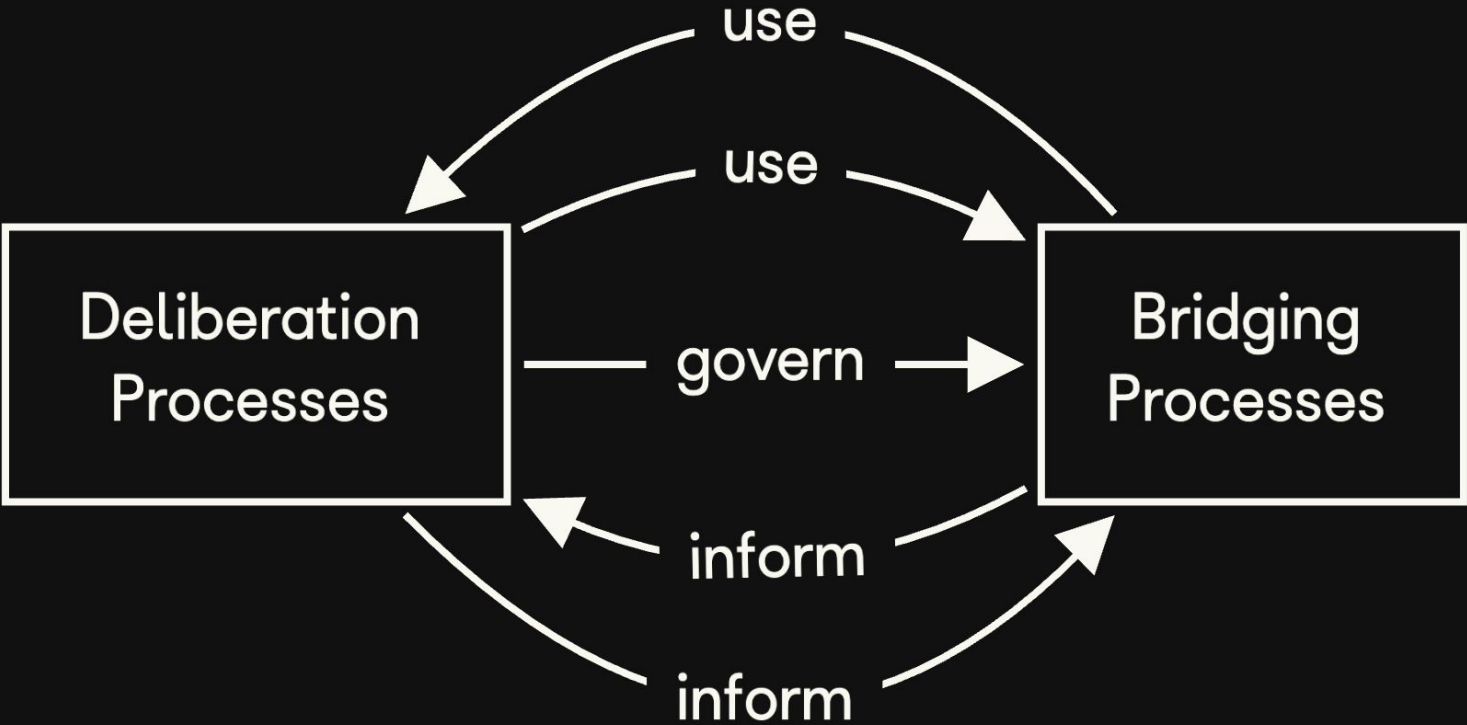 use
use
Deliberation
Processes
govern
Bridging
Processes
inform
inform